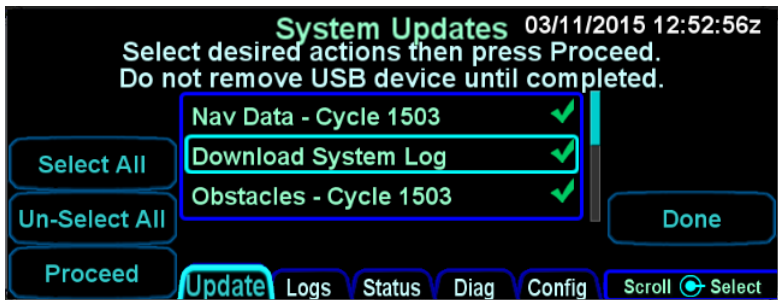 System Updates 03/11/2015 12:52:56z
Select desired actions then press Proceed.
Do not remove USB device until completed.
Nav Data - Cycle 1503
Select All
Download System Log
Obstacles - Cycle 1503
Un-Select All
Done
Proceed
Update Logs Status Diag Config Scroll Select